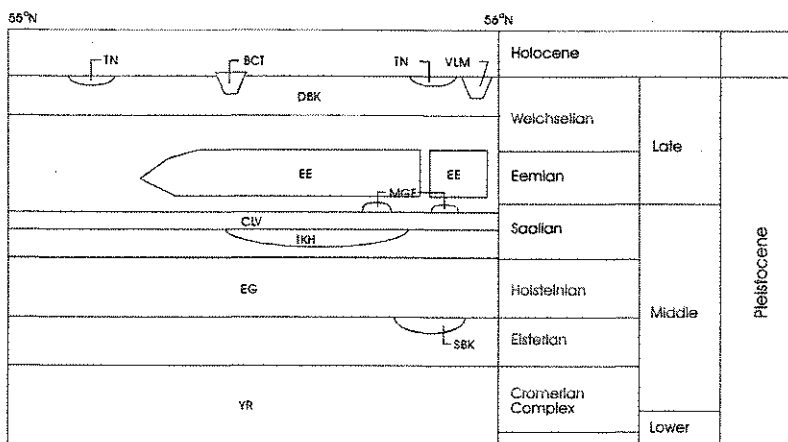 55°N 56°N
TN BCT TN VLM Holocene
DBK
Weichselian
Late
EE EE Eemian
MGE
CLV
Saalian
IKH
Pleistocene
EG Holsteinian
Middle
Elsterian
SBK
YR Cromerian
Complex
Lower